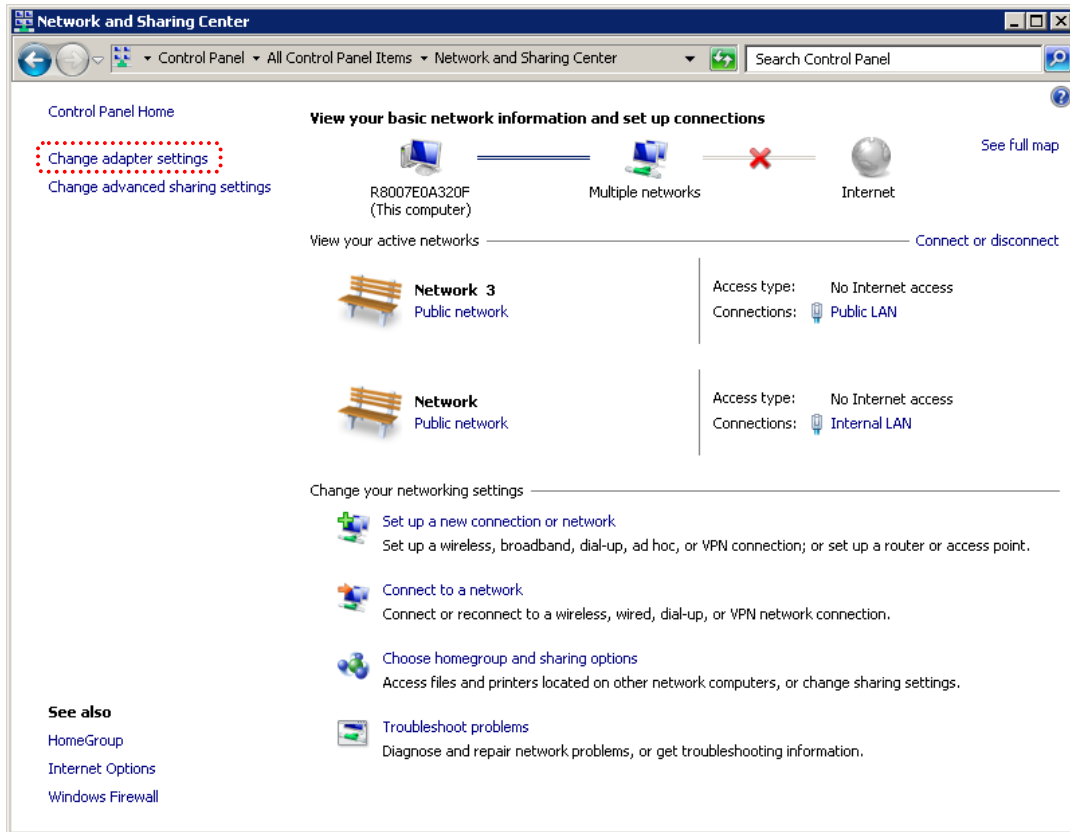 Network and Sharing Center
Control Panel All Control Panel Items Network and Sharing Center
Search Control Panel
Control Panel Home
Change adapter settings
Change advanced sharing settings
View your basic network information and set up connections
See full map
R8007E0A320F
(This computer)
Multiple networks
Internet
View your active networks
Connect or disconnect
Network 3
Public network
Access type: No Internet access
Connections: Public LAN
Network
Public network
Access type: No Internet access
Connections: Internal LAN
Change your networking settings
Set up a new connection or network
Set up a wireless, broadband, dial-up, ad hoc, or VPN connection; or set up a router or access point.
Connect to a network
Connect or reconnect to a wireless, wired, dial-up, or VPN network connection.
Choose homegroup and sharing options
Access files and printers located on other network computers, or change sharing settings.
Troubleshoot problems
Diagnose and repair network problems, or get troubleshooting information.
See also
HomeGroup
Internet Options
Windows Firewall